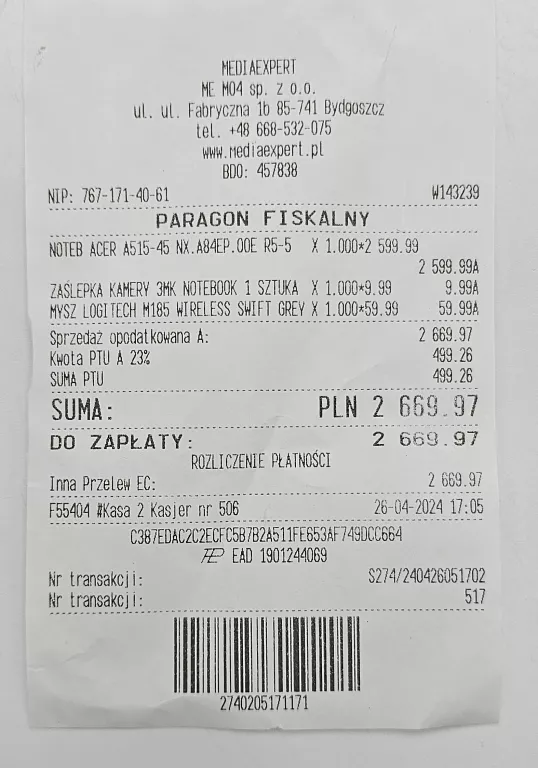 MEDIAEXPERT
ME M04 sp. z o.o.
ul. ul. Fabryczna 1b 85-741 Bydgoszcz
tel. +48 668-532-075
www.mediaexpert.pl
BDO: 457838
NIP: 767-171-40-61 W143239
PARAGON FISKALNY
NOTEB ACER A515-45 NX.A84EP.00E R5-5 X 1.000*2 599.99
2 599.99A
ZAŚLEPKA KAMERY 3MK NOTEBOOK 1 SZTUKA X 1.000*9.99 9.99A
MYSZ LOGITECH M185 WIRELESS SWIFT GREY X 1.000*59.99 59.99A
Sprzedaż opodatkowana A: 2 669.97
Kwota PTU A 23% 499.26
SUMA PTU 499.26
SUMA: PLN 2 669.97
DO ZAPŁATY: 2 669.97
ROZLICZENIE PŁATNOŚCI
Inna Przelew EC: 2 669.97
F55404 #Kasa 2 Kasjer nr 506 26-04-2024 17:05
C387EDAC2C2ECFC5B7B2A511FE653AF749DCC664
EAD 1901244069
Nr transakcji: S274/240426051702
Nr transakcji: 517
2740205171171